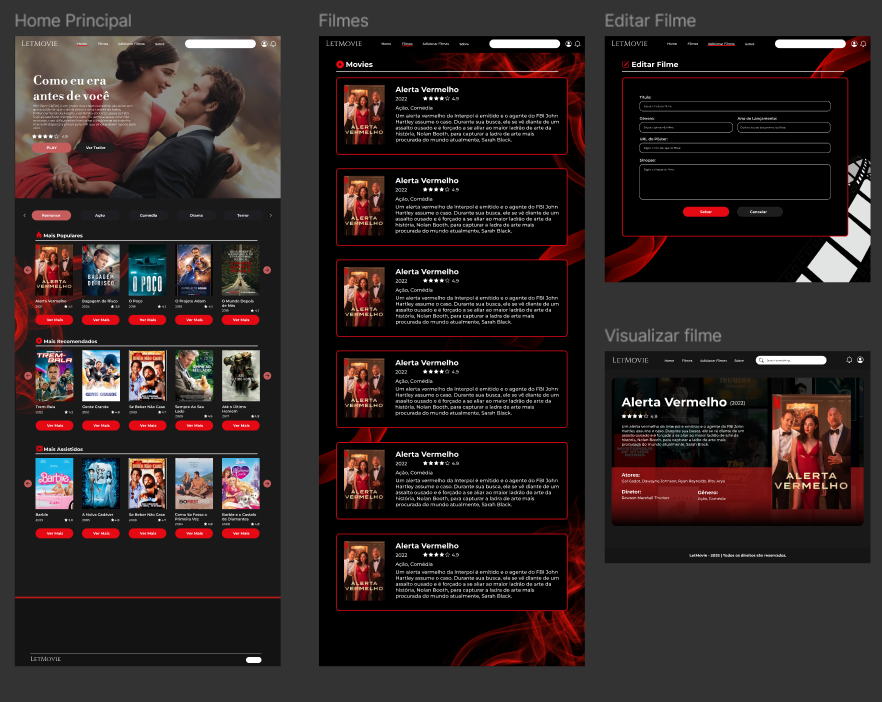 Home Principal
LETMOVIE
Home Filmes Adicionar Filmes Sobre
Como eu era
antes de você
4.9
PLAY Ver Trailer
Romance Ação Comédia Drama Terror
Mais Populares
ALERTA VERMELHO
BAGAGEM DE RISCO
O POÇO
Alerta Vermelho Bagagem de Risco O Poço O Projeto Adam O Mundo Depois de Nós
Ver Mais Ver Mais Ver Mais Ver Mais Ver Mais
Mais Recomendados
TREM-BALA
GENTE GRANDE
Trem-Bala Gente Grande Se Beber Não Case Sempre Ao Seu Lado Até o Último Homem
Ver Mais Ver Mais Ver Mais Ver Mais Ver Mais
Mais Assistidos
Barbie
Barbie A Noiva Cadáver Se Beber Não Case Como Se Fosse a Primeira Vez Barbie e o Castelo de Diamantes
Ver Mais Ver Mais Ver Mais Ver Mais Ver Mais
LETMOVIE
Filmes
LETMOVIE
Home Filmes Adicionar Filmes Sobre
Movies
ALERTA VERMELHO
Alerta Vermelho
2022 4.9
Ação, Comédia
Um alerta vermelho da Interpol é emitido e o agente do FBI John
Hartley assume o caso. Durante sua busca, ele se vê diante de um
assalto ousado e é forçado a se aliar ao maior ladrão de arte da
história, Nolan Booth, para capturar a ladra de arte mais
procurada do mundo atualmente, Sarah Black.
ALERTA VERMELHO
Alerta Vermelho
2022 4.9
Ação, Comédia
Um alerta vermelho da Interpol é emitido e o agente do FBI John
Hartley assume o caso. Durante sua busca, ele se vê diante de um
assalto ousado e é forçado a se aliar ao maior ladrão de arte da
história, Nolan Booth, para capturar a ladra de arte mais
procurada do mundo atualmente, Sarah Black.
ALERTA VERMELHO
Alerta Vermelho
2022 4.9
Ação, Comédia
Um alerta vermelho da Interpol é emitido e o agente do FBI John
Hartley assume o caso. Durante sua busca, ele se vê diante de um
assalto ousado e é forçado a se aliar ao maior ladrão de arte da
história, Nolan Booth, para capturar a ladra de arte mais
procurada do mundo atualmente, Sarah Black.
ALERTA VERMELHO
Alerta Vermelho
2022 4.9
Ação, Comédia
Um alerta vermelho da Interpol é emitido e o agente do FBI John
Hartley assume o caso. Durante sua busca, ele se vê diante de um
assalto ousado e é forçado a se aliar ao maior ladrão de arte da
história, Nolan Booth, para capturar a ladra de arte mais
procurada do mundo atualmente, Sarah Black.
ALERTA VERMELHO
Alerta Vermelho
2022 4.9
Ação, Comédia
Um alerta vermelho da Interpol é emitido e o agente do FBI John
Hartley assume o caso. Durante sua busca, ele se vê diante de um
assalto ousado e é forçado a se aliar ao maior ladrão de arte da
história, Nolan Booth, para capturar a ladra de arte mais
procurada do mundo atualmente, Sarah Black.
ALERTA VERMELHO
Alerta Vermelho
2022 4.9
Ação, Comédia
Um alerta vermelho da Interpol é emitido e o agente do FBI John
Hartley assume o caso. Durante sua busca, ele se vê diante de um
assalto ousado e é forçado a se aliar ao maior ladrão de arte da
história, Nolan Booth, para capturar a ladra de arte mais
procurada do mundo atualmente, Sarah Black.
Editar Filme
LETMOVIE
Home Filmes Adicionar Filmes Sobre
Editar Filme
Título:
Gênero: Ano de Lançamento:
URL do Pôster:
Sinopse:
Salvar Cancelar
Visualizar filme
LETMOVIE
Home Filmes Adicionar Filmes Sobre
Alerta Vermelho (2022)
4.9
Um alerta vermelho da Interpol é emitido e o agente do FBI John
Hartley assume o caso. Durante sua busca, ele se vê diante de um
assalto ousado e é forçado a se aliar ao maior ladrão de arte da
história, Nolan Booth, para capturar a ladra de arte mais
procurada do mundo atualmente, Sarah Black.
Atores:
Gal Gadot, Dwayne Johnson, Ryan Reynolds, Ritu Arya
Diretor: Gênero:
Rawson Marshall Thurber Ação, Comédia
ALERTA VERMELHO
LetMovie - 2023 | Todos os direitos são reservados.